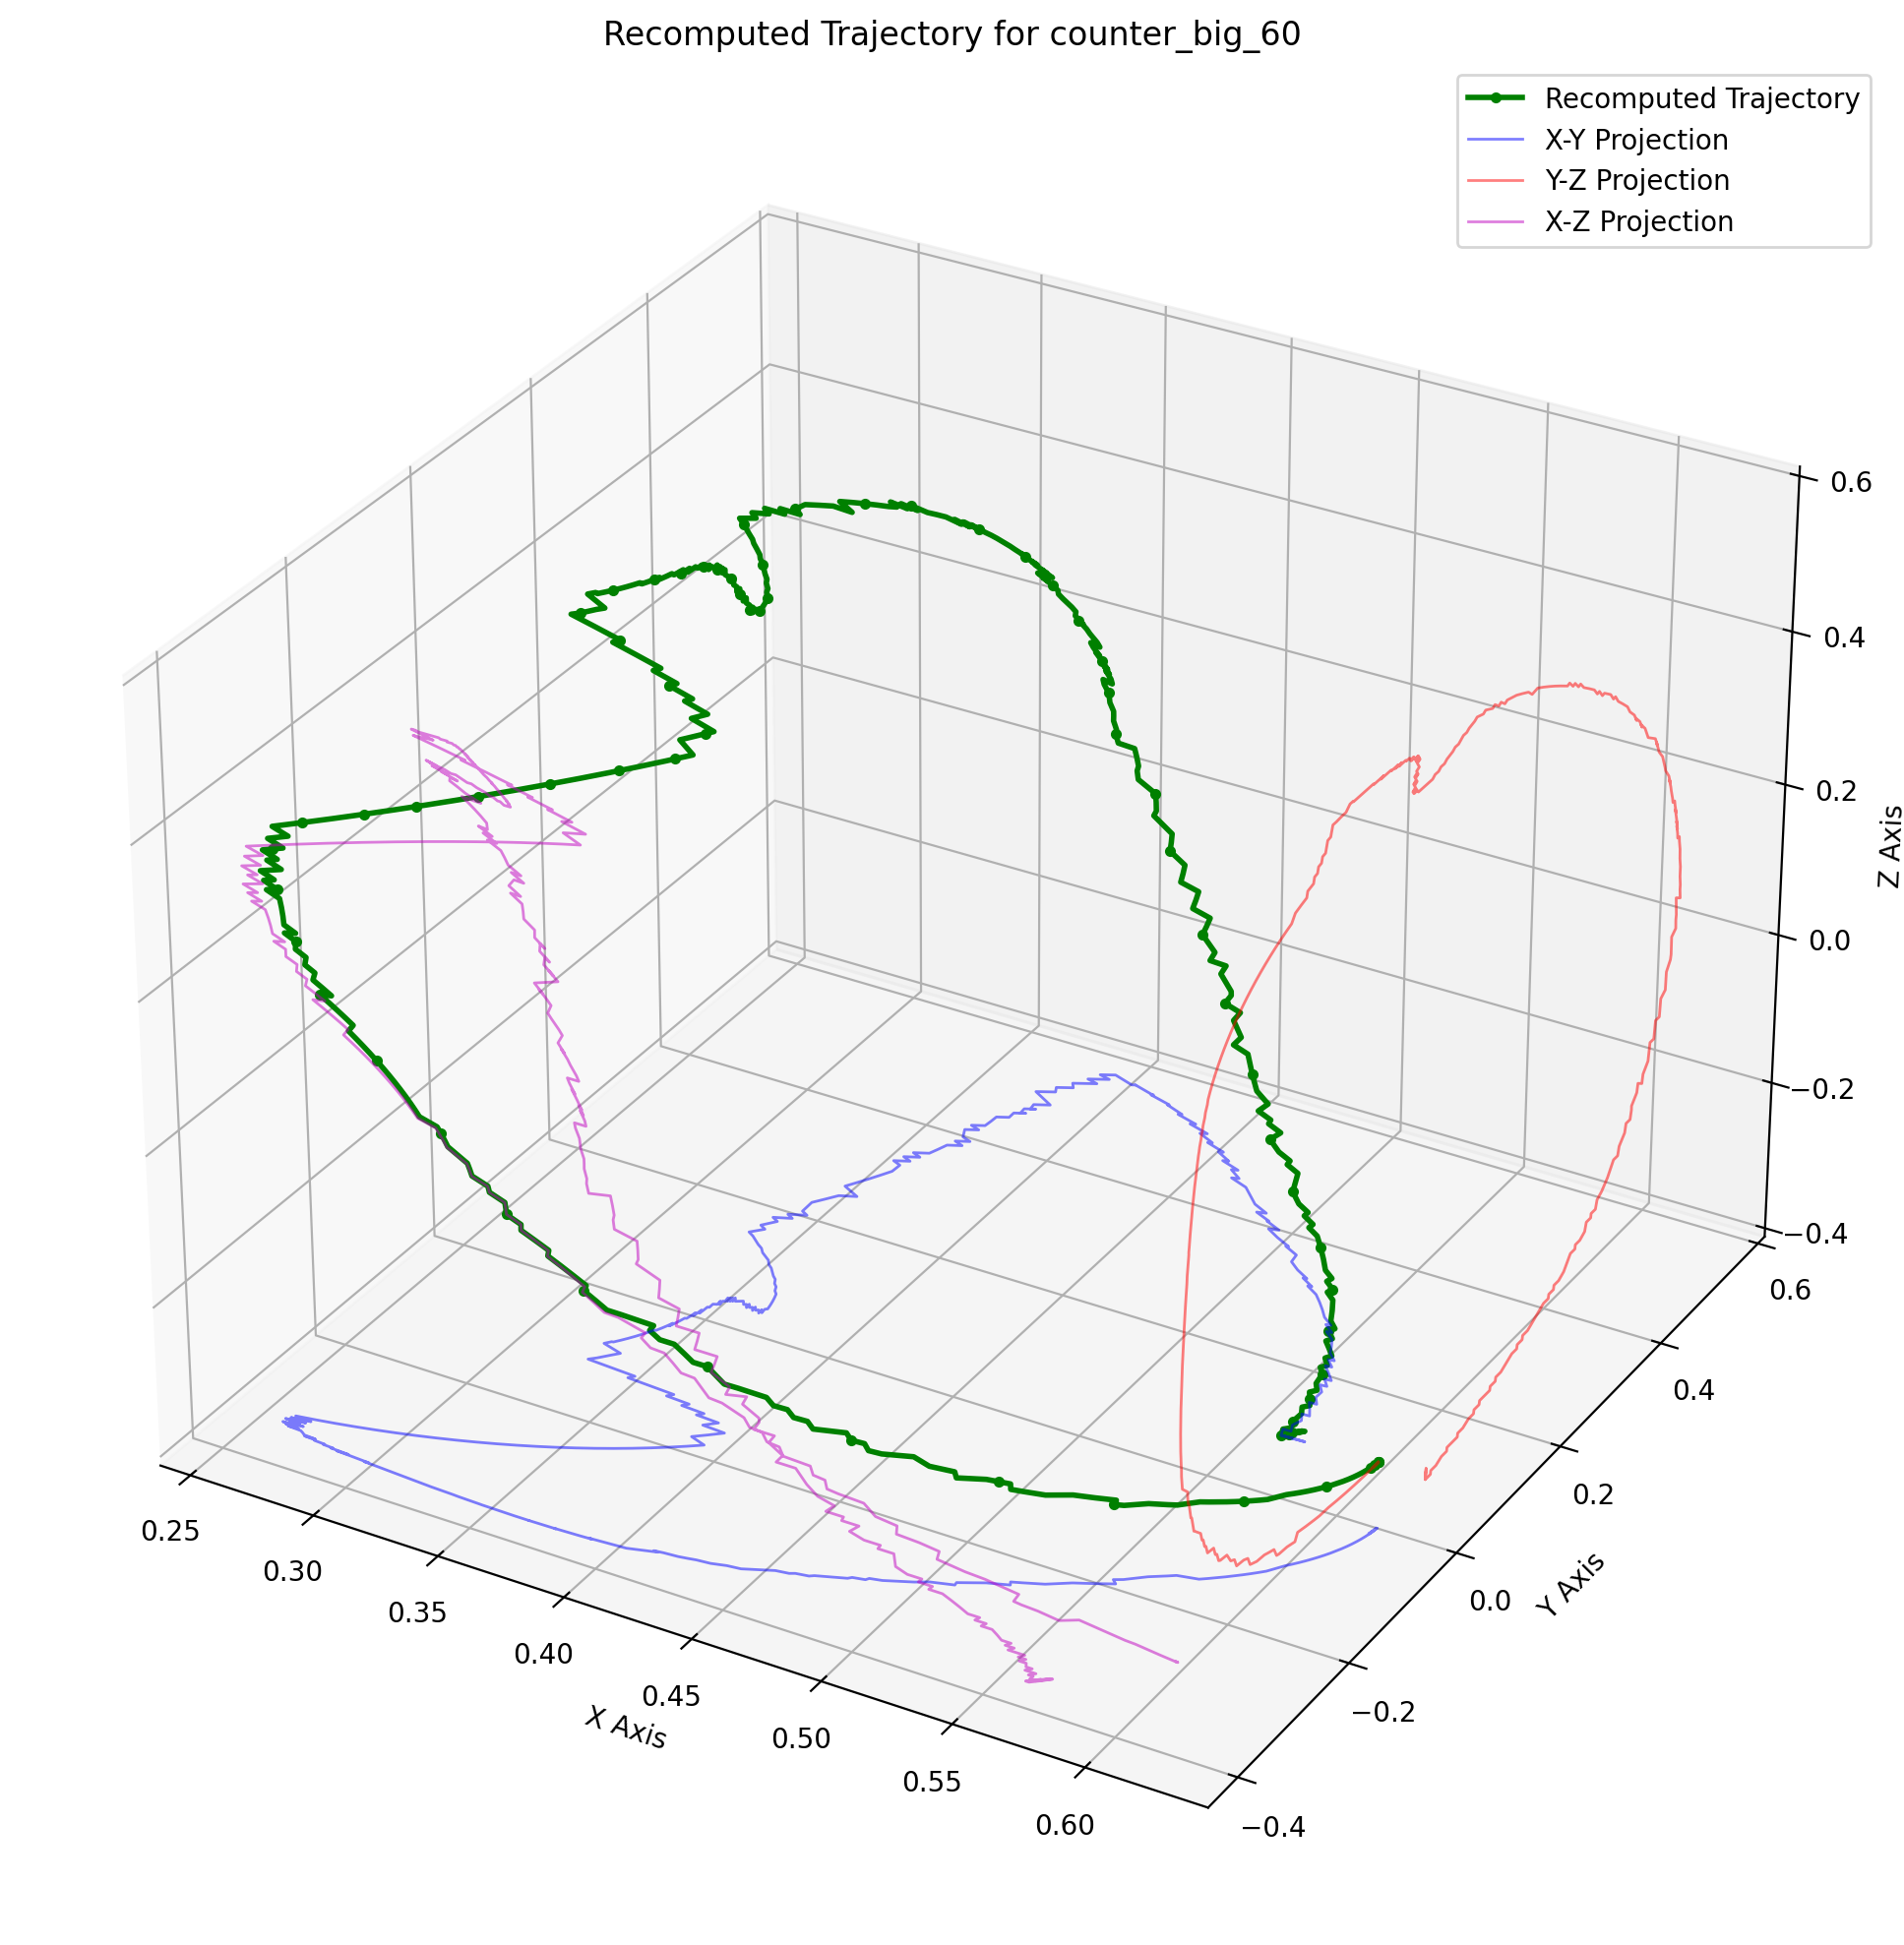 Recomputed Trajectory for counter_big_60
Recomputed Trajectory
X-Y Projection
Y-Z Projection
X-Z Projection
0.6
0.4
0.2
0.0
−0.2
−0.4
Z Axis
0.6
0.4
0.2
0.0
−0.2
−0.4
Y Axis
0.25
0.30
0.35
0.40
0.45
0.50
0.55
0.60
X Axis